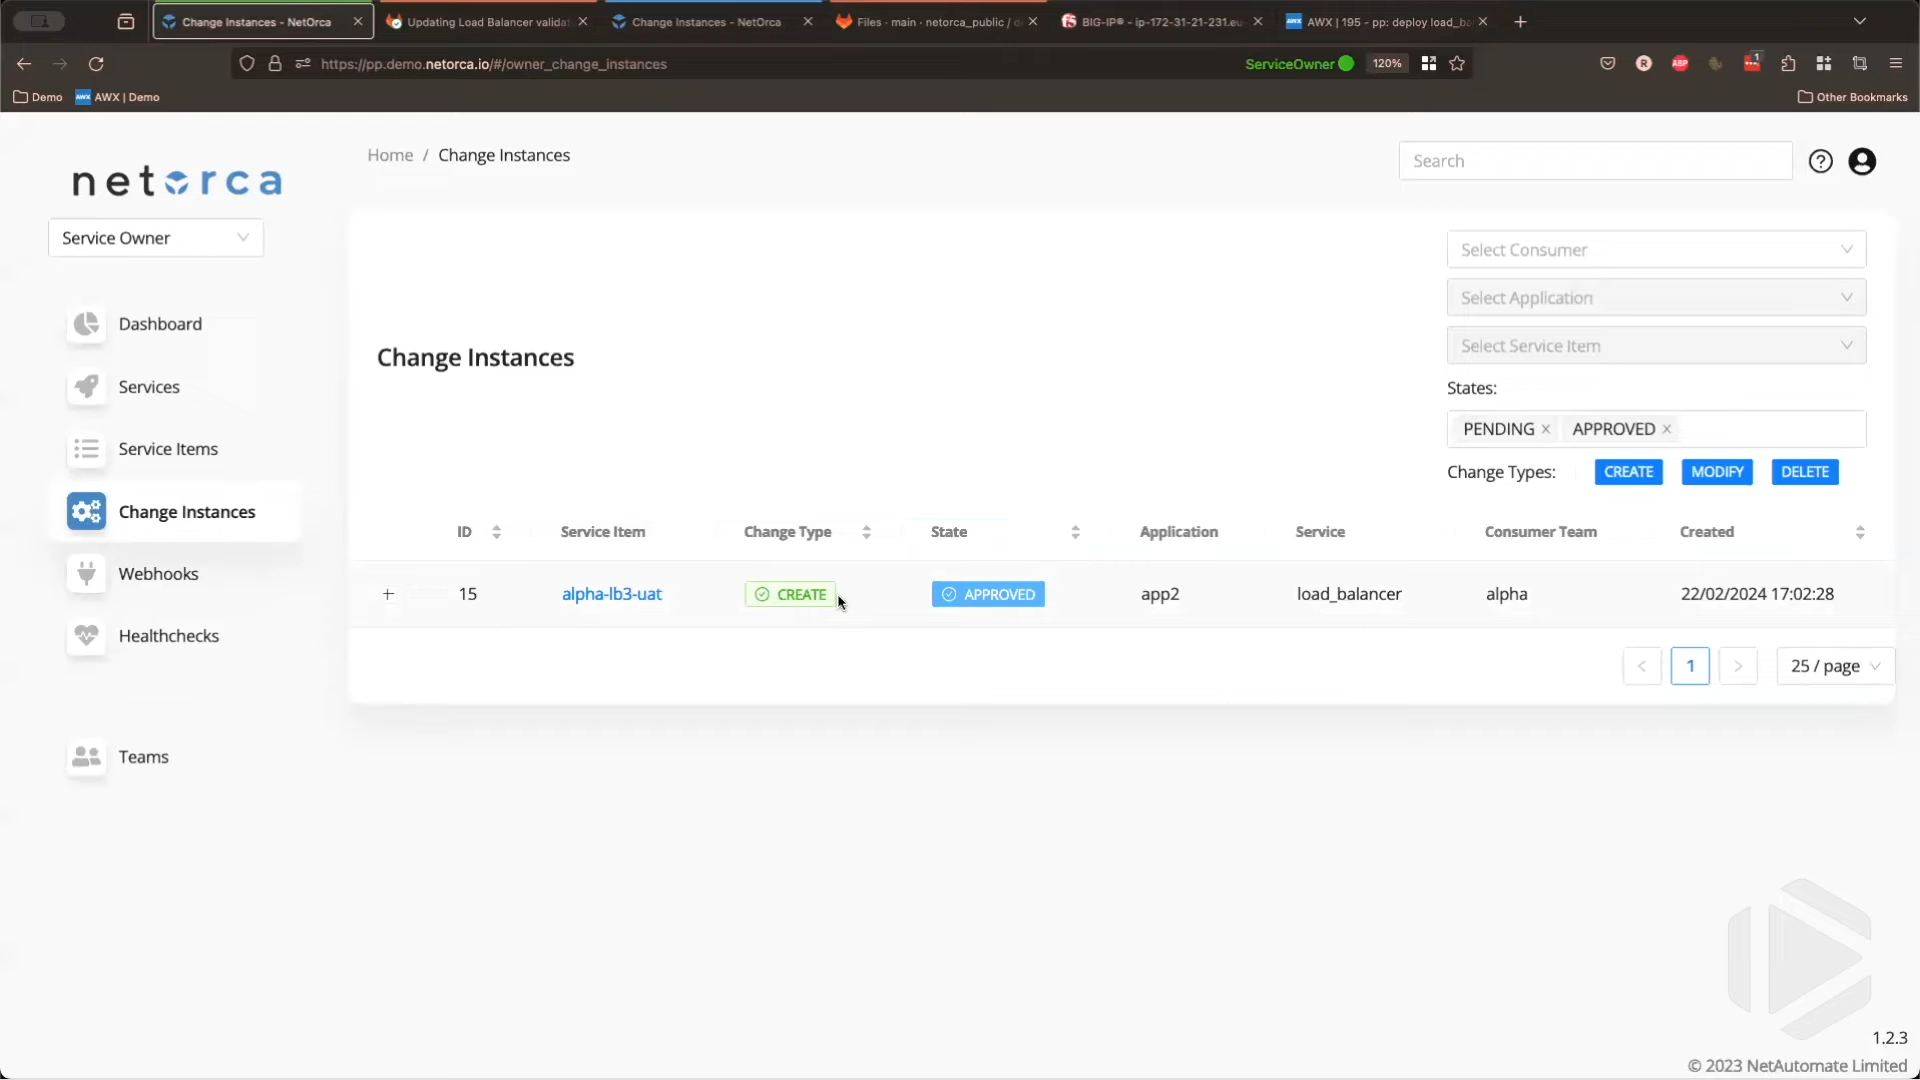 Change Instances - NetOrca
Updating Load Balancer validat
Change Instances - NetOrca
Files · main · netorca_public / d
BIG-IP® - ip-172-31-21-231.eu-
AWX | 195 - pp: deploy load_ba
https://pp.demo.netorca.io/#/owner_change_instances
ServiceOwner
120%
R
ABP
1
Demo
AWX | Demo
Other Bookmarks
netorca
Home / Change Instances
Search
Service Owner
Select Consumer
Select Application
Dashboard
Select Service Item
Change Instances
Services
States:
PENDING × APPROVED ×
Service Items
Change Types: CREATE MODIFY DELETE
Change Instances
ID Service Item Change Type State Application Service Consumer Team Created
Webhooks
+ 15 alpha-lb3-uat CREATE APPROVED app2 load_balancer alpha 22/02/2024 17:02:28
Healthchecks
< 1 > 25 / page
Teams
1.2.3
© 2023 NetAutomate Limited